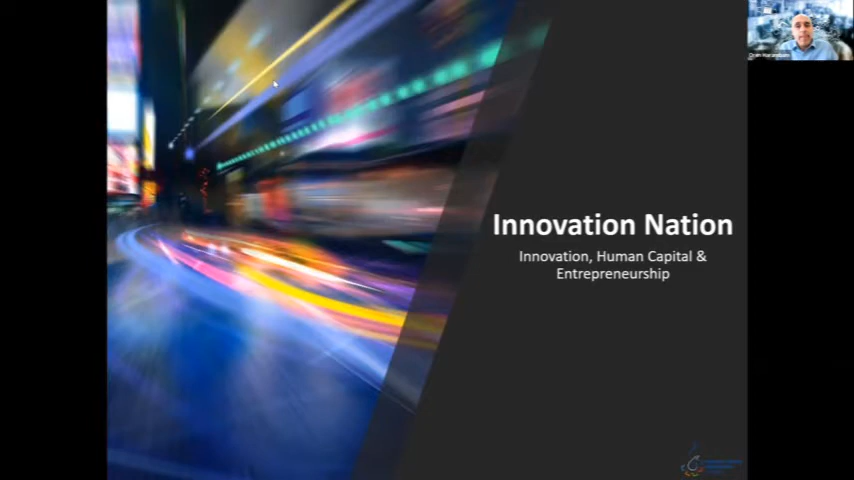 Innovation Nation
Innovation, Human Capital &
Entrepreneurship